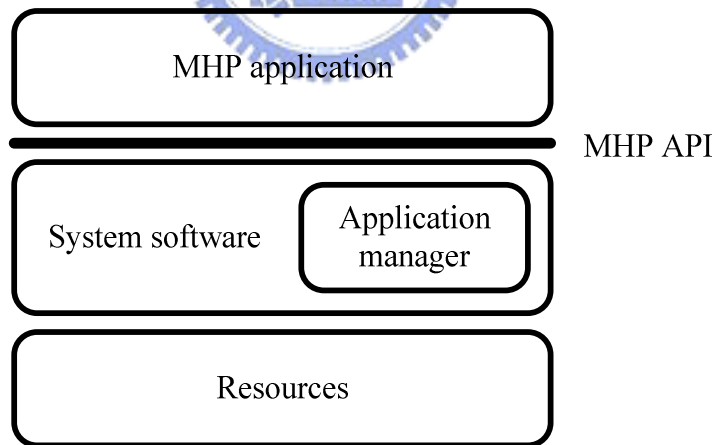 MHP application
MHP API
System software
Application
manager
Resources